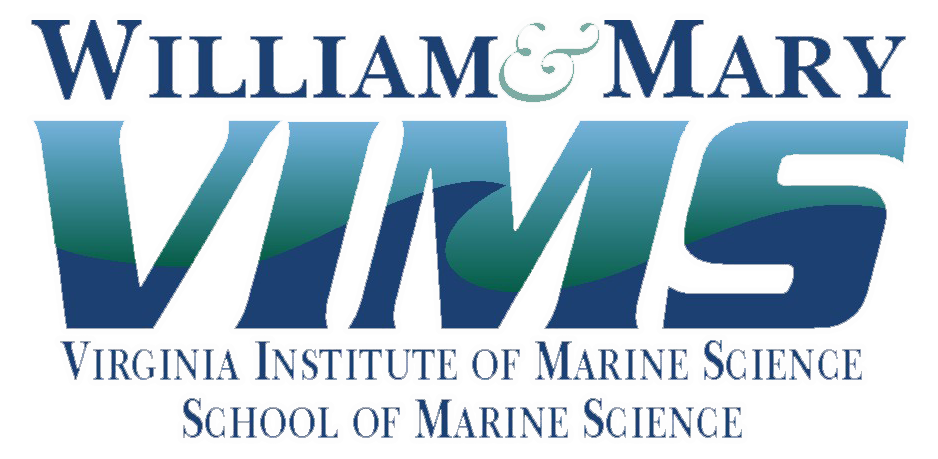 WILLIAM & MARY
VIMS
VIRGINIA INSTITUTE OF MARINE SCIENCE
SCHOOL OF MARINE SCIENCE